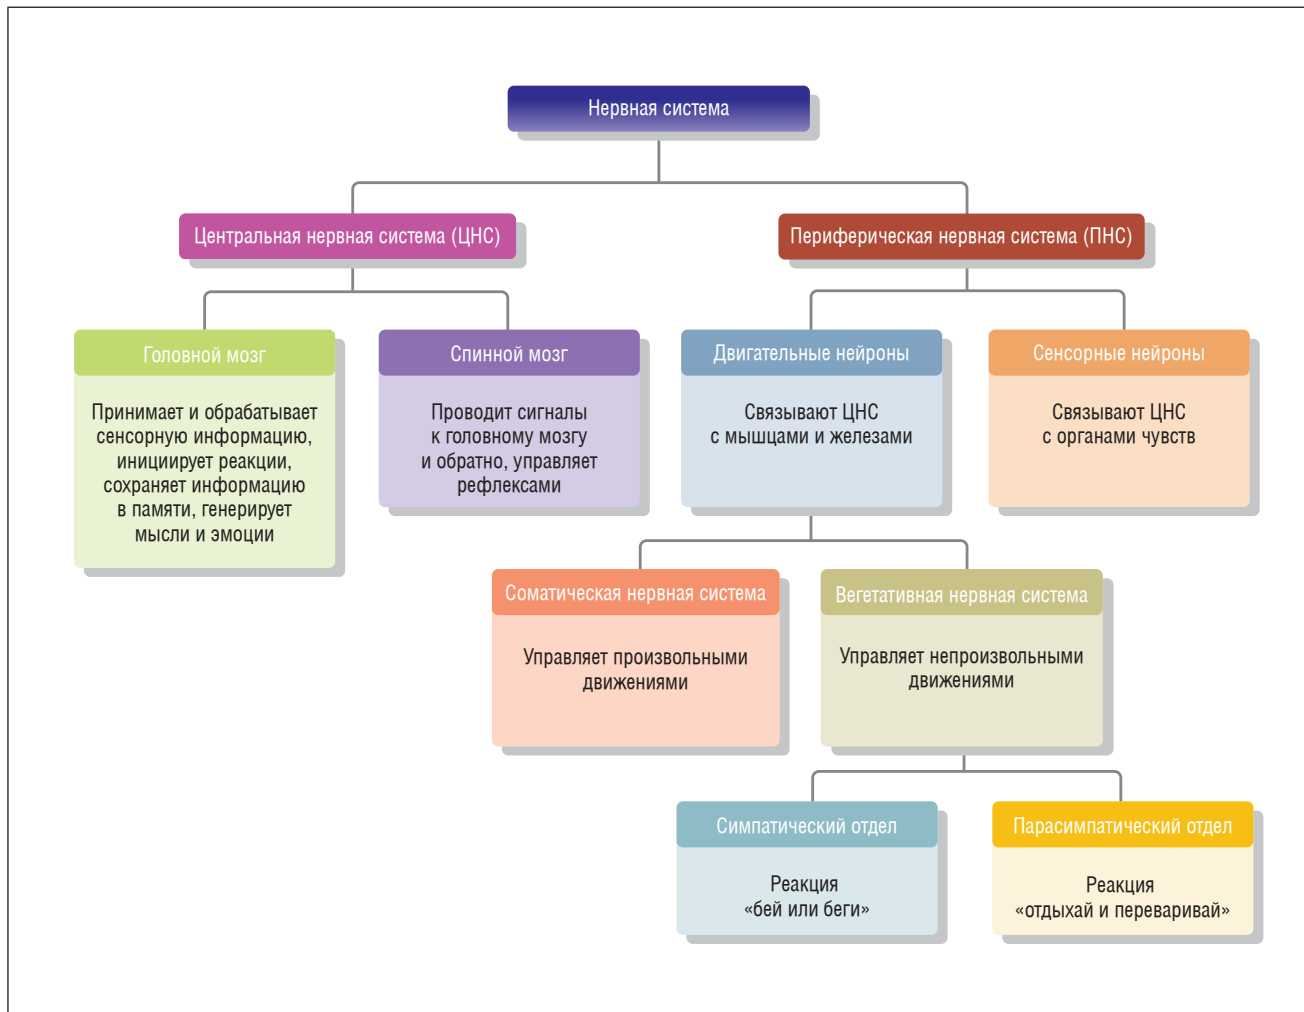 Нервная система
Центральная нервная система (ЦНС)
Периферическая нервная система (ПНС)
Головной мозг
Принимает и обрабатывает
сенсорную информацию,
инициирует реакции,
сохраняет информацию
в памяти, генерирует
мысли и эмоции
Спинной мозг
Проводит сигналы
к головному мозгу
и обратно, управляет
рефлексами
Двигательные нейроны
Связывают ЦНС
с мышцами и железами
Сенсорные нейроны
Связывают ЦНС
с органами чувств
Соматическая нервная система
Управляет произвольными
движениями
Вегетативная нервная система
Управляет непроизвольными
движениями
Симпатический отдел
Реакция
«бей или беги»
Парасимпатический отдел
Реакция
«отдыхай и переваривай»